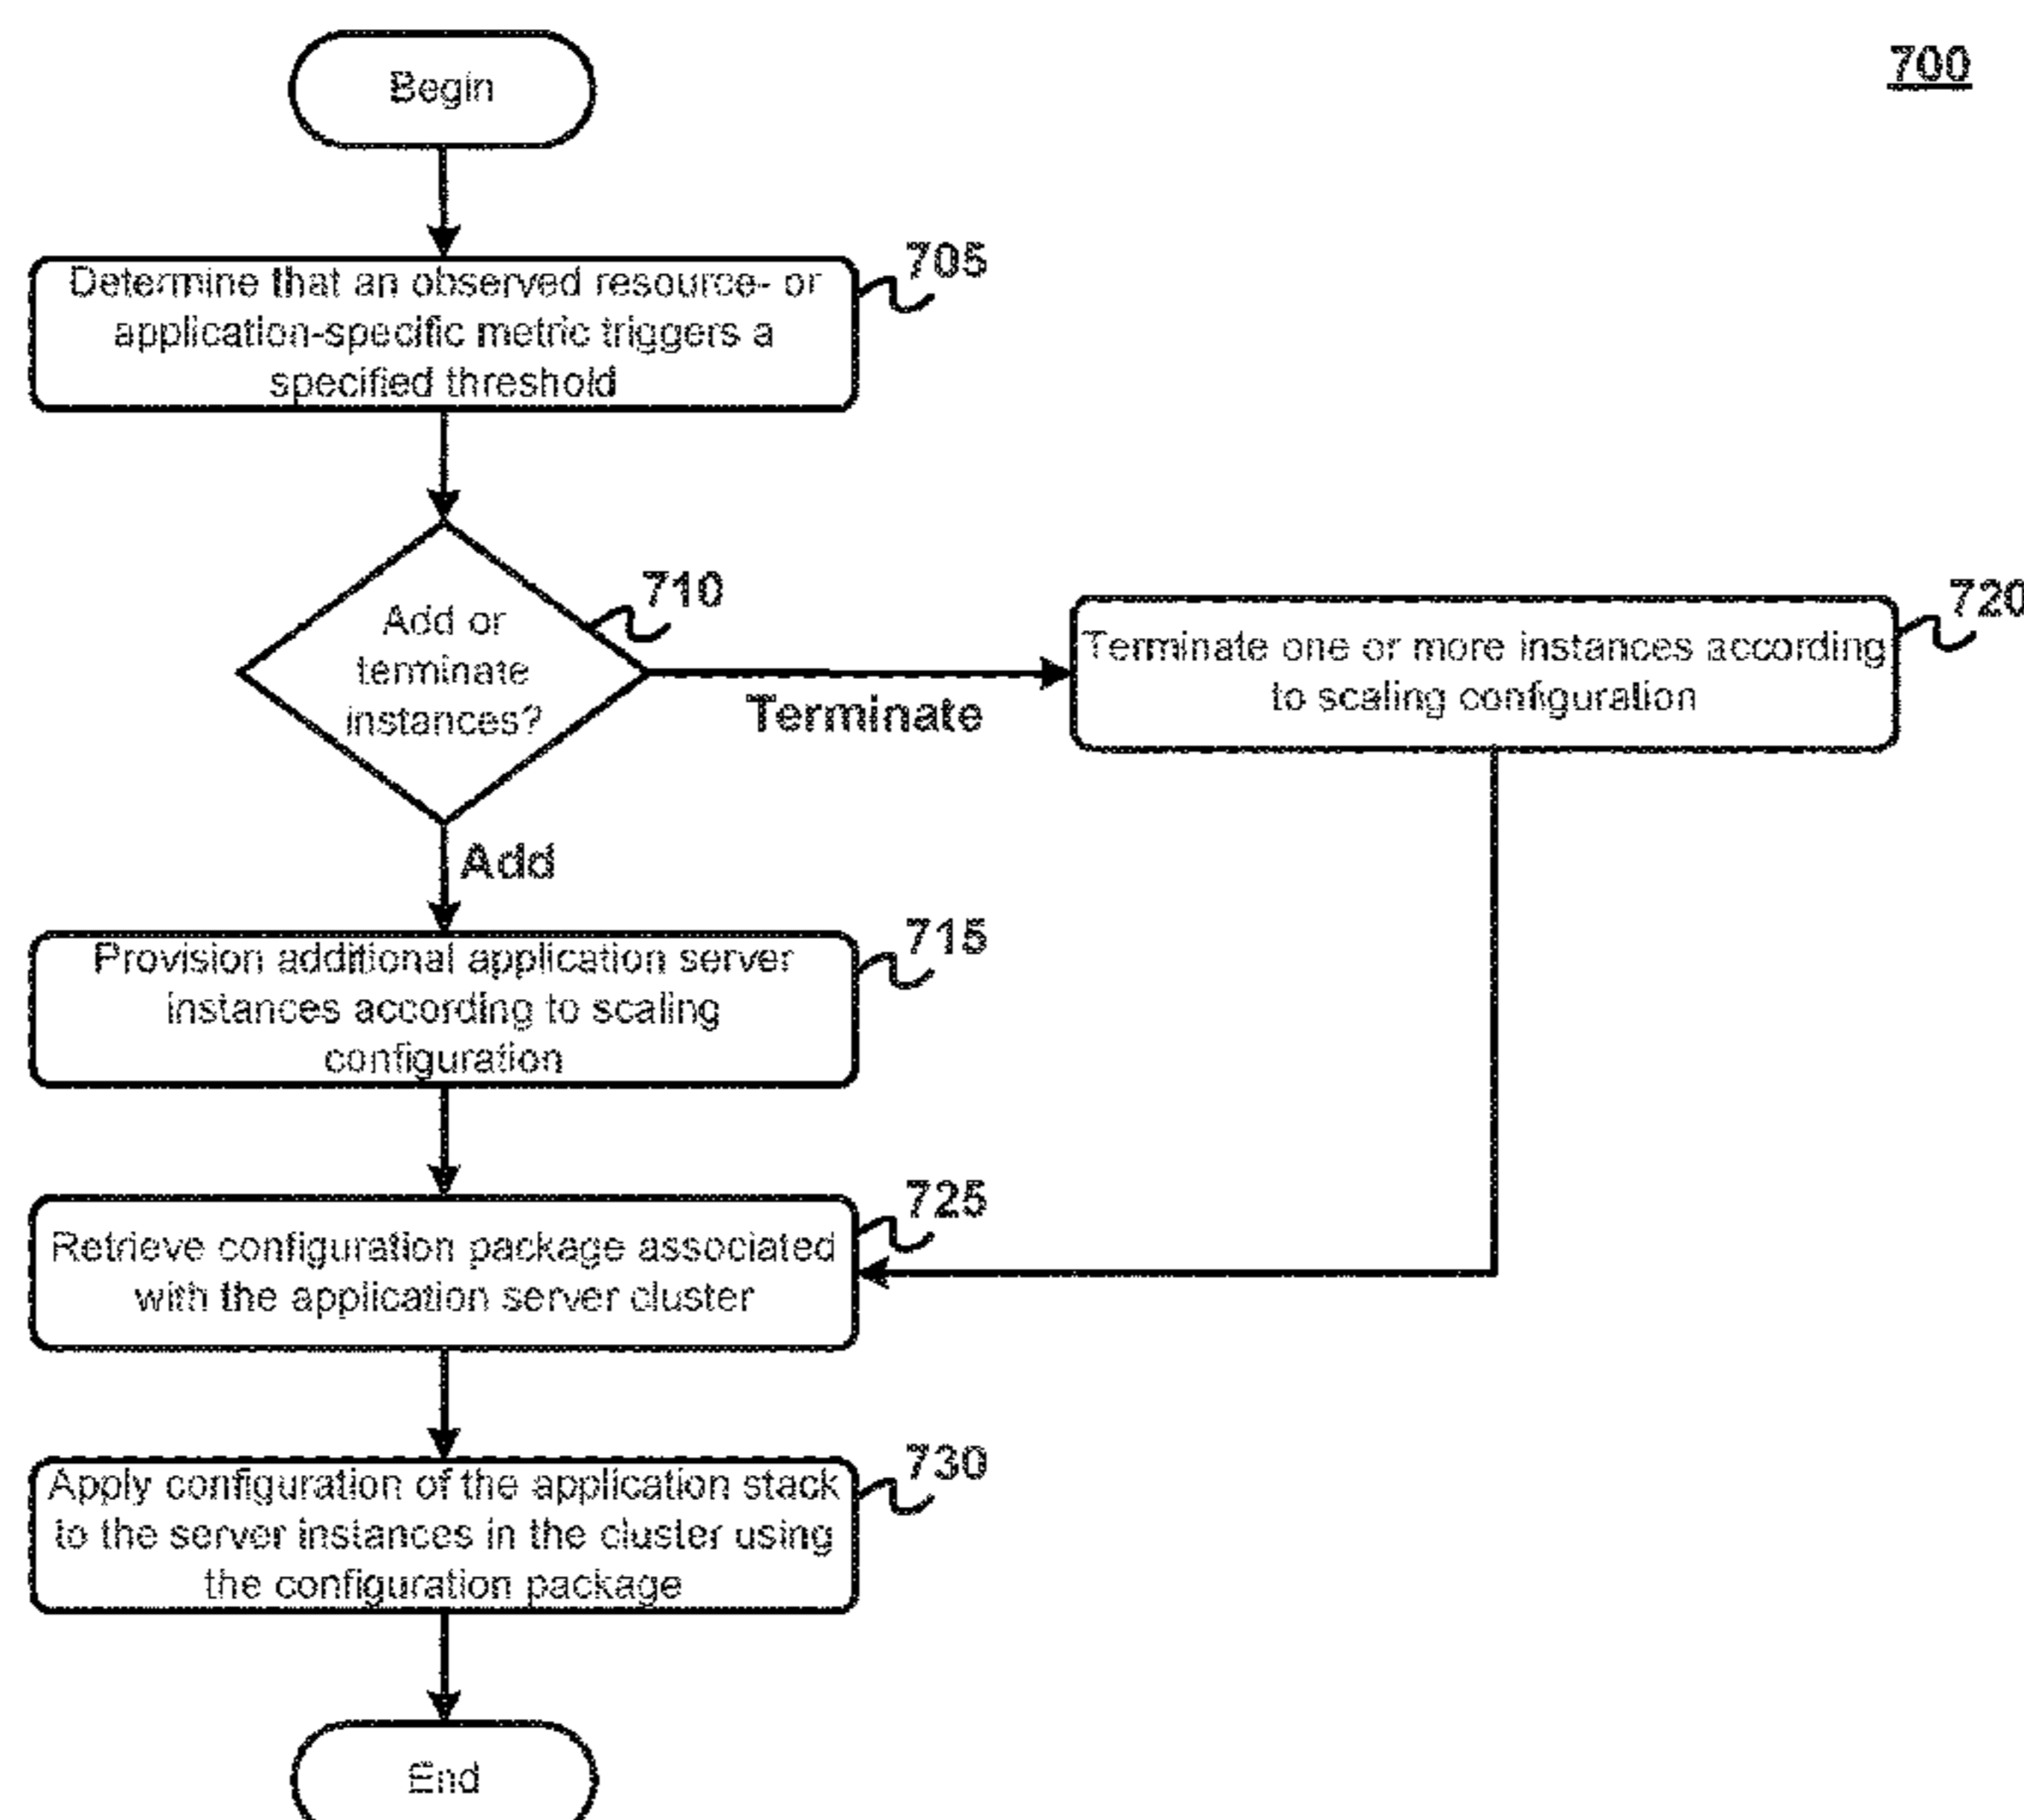 700
Begin
705
Determine that an observed resource- or
application-specific metric triggers a
specified threshold
710
Add or
terminate
instances?
Terminate
720
Terminate one or more instances according
to scaling configuration
Add
715
Provision additional application server
instances according to scaling
configuration
725
Retrieve configuration package associated
with the application server cluster
730
Apply configuration of the application stack
to the server instances in the cluster using
the configuration package
End